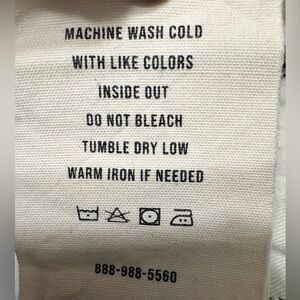 MACHINE WASH COLD
WITH LIKE COLORS
INSIDE OUT
DO NOT BLEACH
TUMBLE DRY LOW
WARM IRON IF NEEDED
888-988-5560